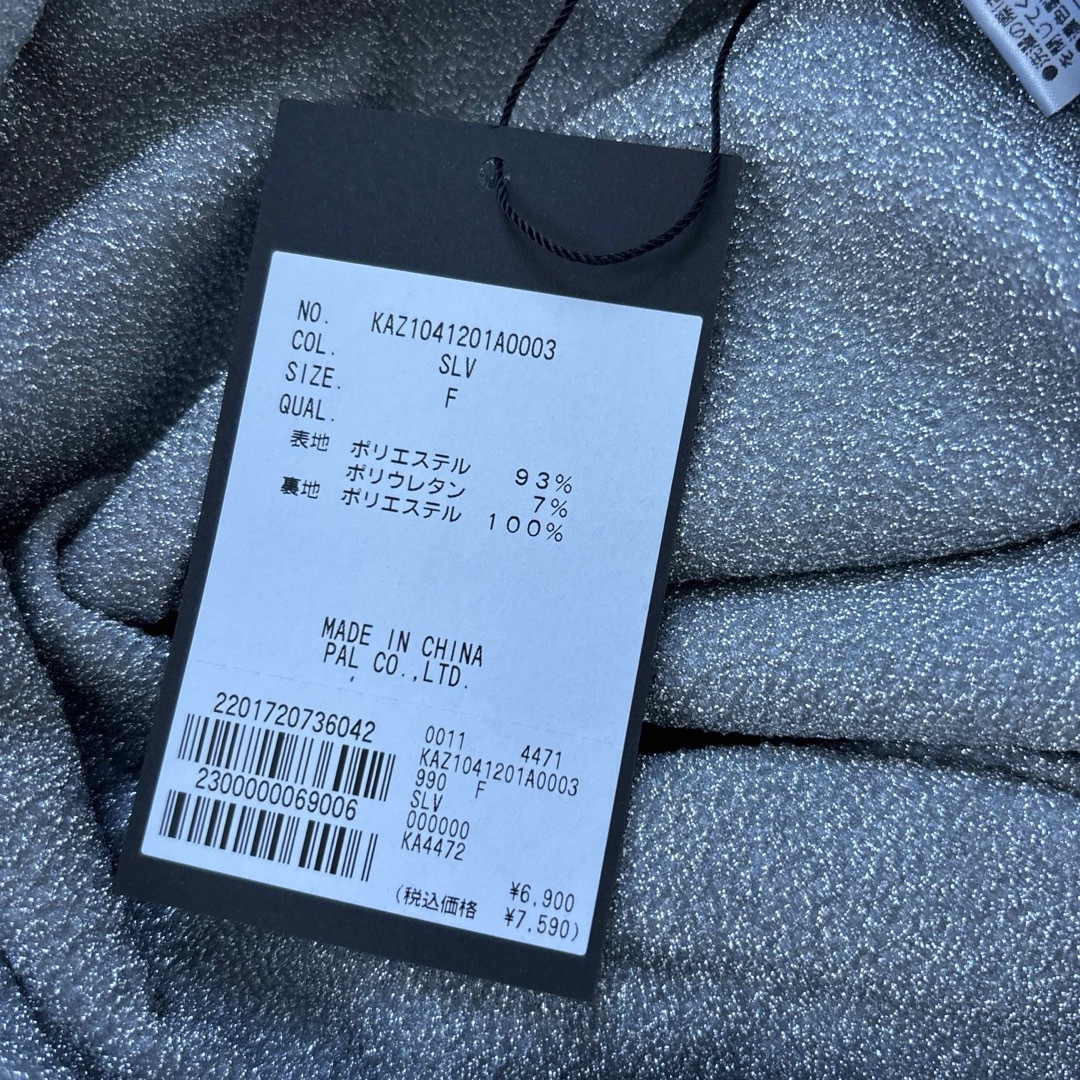 NO. KAZ1041201A0003
COL. SLV
SIZE. F
QUAL.
表地 ポリエステル 93%
ポリウレタン 7%
裏地 ポリエステル 100%
MADE IN CHINA
PAL CO.,LTD.
2201720736042
2300000069006
0011 4471
KAZ1041201A0003
990 F
SLV
000000
KA4472
¥6,900
(税込価格 ¥7,590)